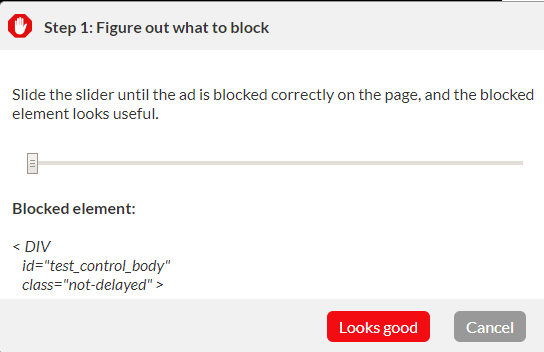 Step 1: Figure out what to block
Slide the slider until the ad is blocked correctly on the page, and the blocked
element looks useful.
Blocked element:
< DIV
id="test_control_body"
class="not-delayed" >
Looks good
Cancel